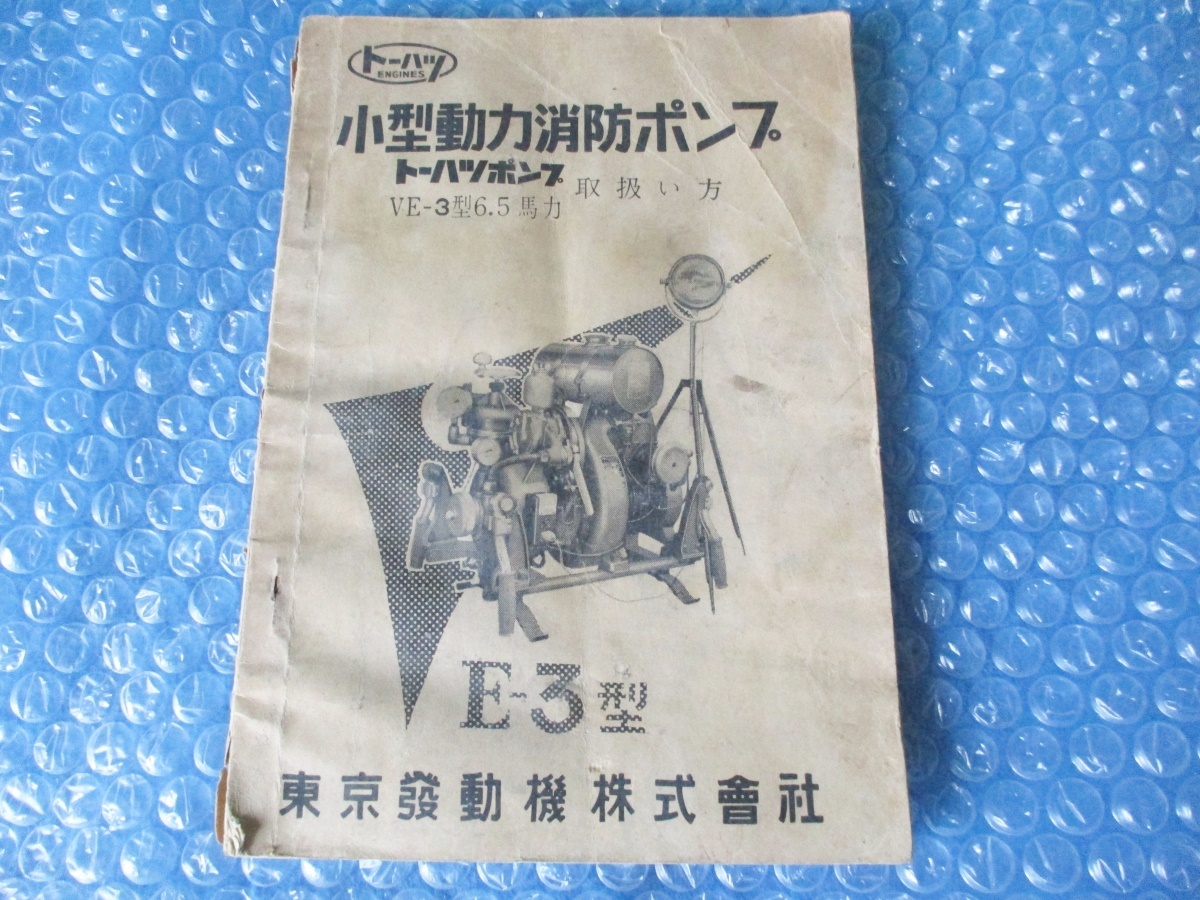 トーハツ
ENGINES
小型動力消防ポンプ
トーハツポンプ
VE-3型6.5馬力
取扱い方
E-3型
東京發動機株式會社